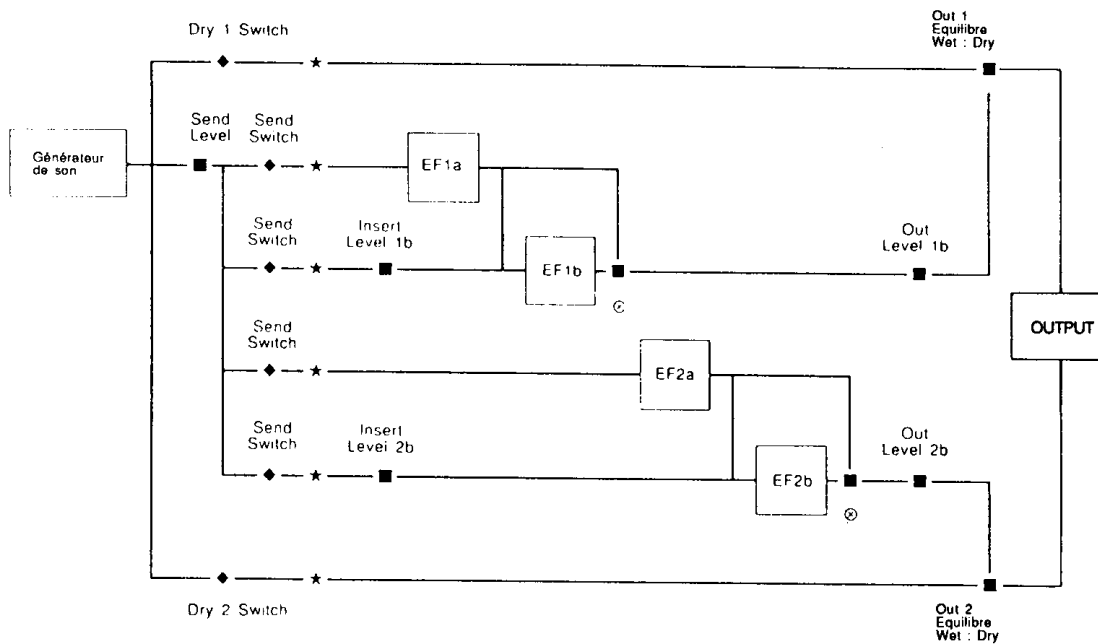 Dry 1 Switch
Out 1
Equilibre
Wet : Dry
Send
Level
Send
Switch
Générateur
de son
EF1a
Send
Switch
Insert
Level 1b
EF1b
Out
Level 1b
OUTPUT
Send
Switch
EF2a
Send
Switch
Insert
Level 2b
EF2b
Out
Level 2b
Dry 2 Switch
Out 2
Equilibre
Wet : Dry